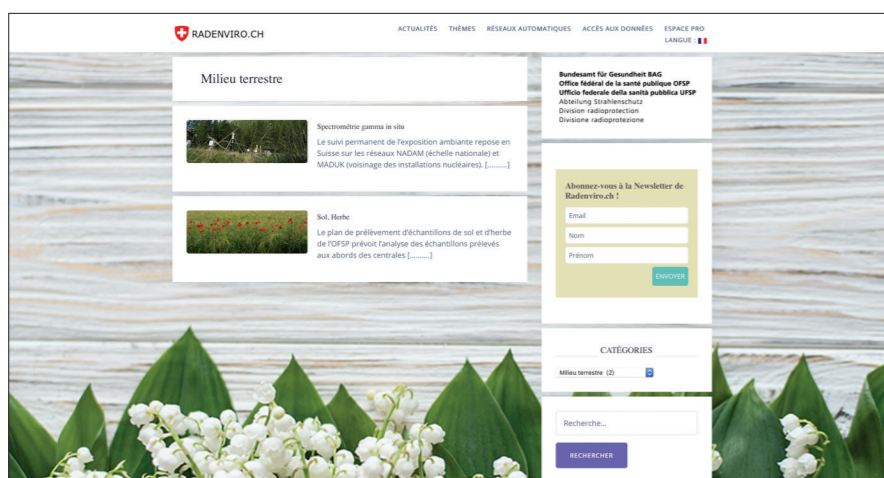 RADENVIRO.CH
ACTUALITÉS THÈMES RÉSEAUX AUTOMATIQUES ACCÈS AUX DONNÉES ESPACE PRO
LANGUE :
Milieu terrestre
Spectrométrie gamma in situ
Le suivi permanent de l'exposition ambiante repose en
Suisse sur les réseaux NADAM (échelle nationale) et
MADUK (voisinage des installations nucléaires). [..........]
Sol, Herbe
Le plan de prélèvement d'échantillons de sol et d'herbe
de l'OFSP prévoit l'analyse des échantillons prélevés
aux abords des centrales [..........]
Bundesamt für Gesundheit BAG
Office fédéral de la santé publique OFSP
Ufficio federale della sanità pubblica UFSP
Abteilung Strahlenschutz
Division radioprotection
Divisione radioprotezione
Abonnez-vous à la Newsletter de
Radenviro.ch !
Email
Nom
Prénom
ENVOYER
CATÉGORIES
Milieu terrestre (2)
Recherche...
RECHERCHER